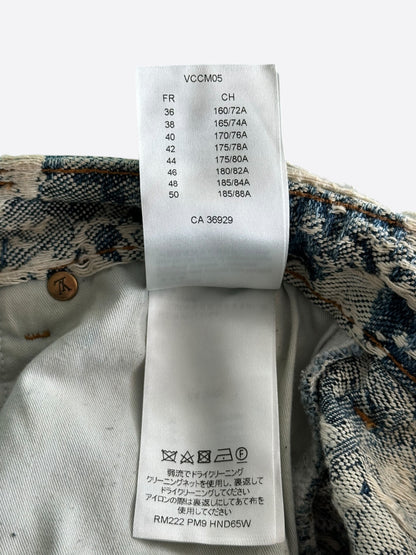 VCCM05
FR CH
36 160/72A
38 165/74A
40 170/76A
42 175/78A
44 175/80A
46 180/82A
48 185/84A
50 185/88A
CA 36929
弱流でドライクリーニング
クリーニングネットを使用し、裏返して
ドライクリーニングしてください
アイロンの際は裏返しにしてあて布を
使用してください
RM222 PM9 HND65W